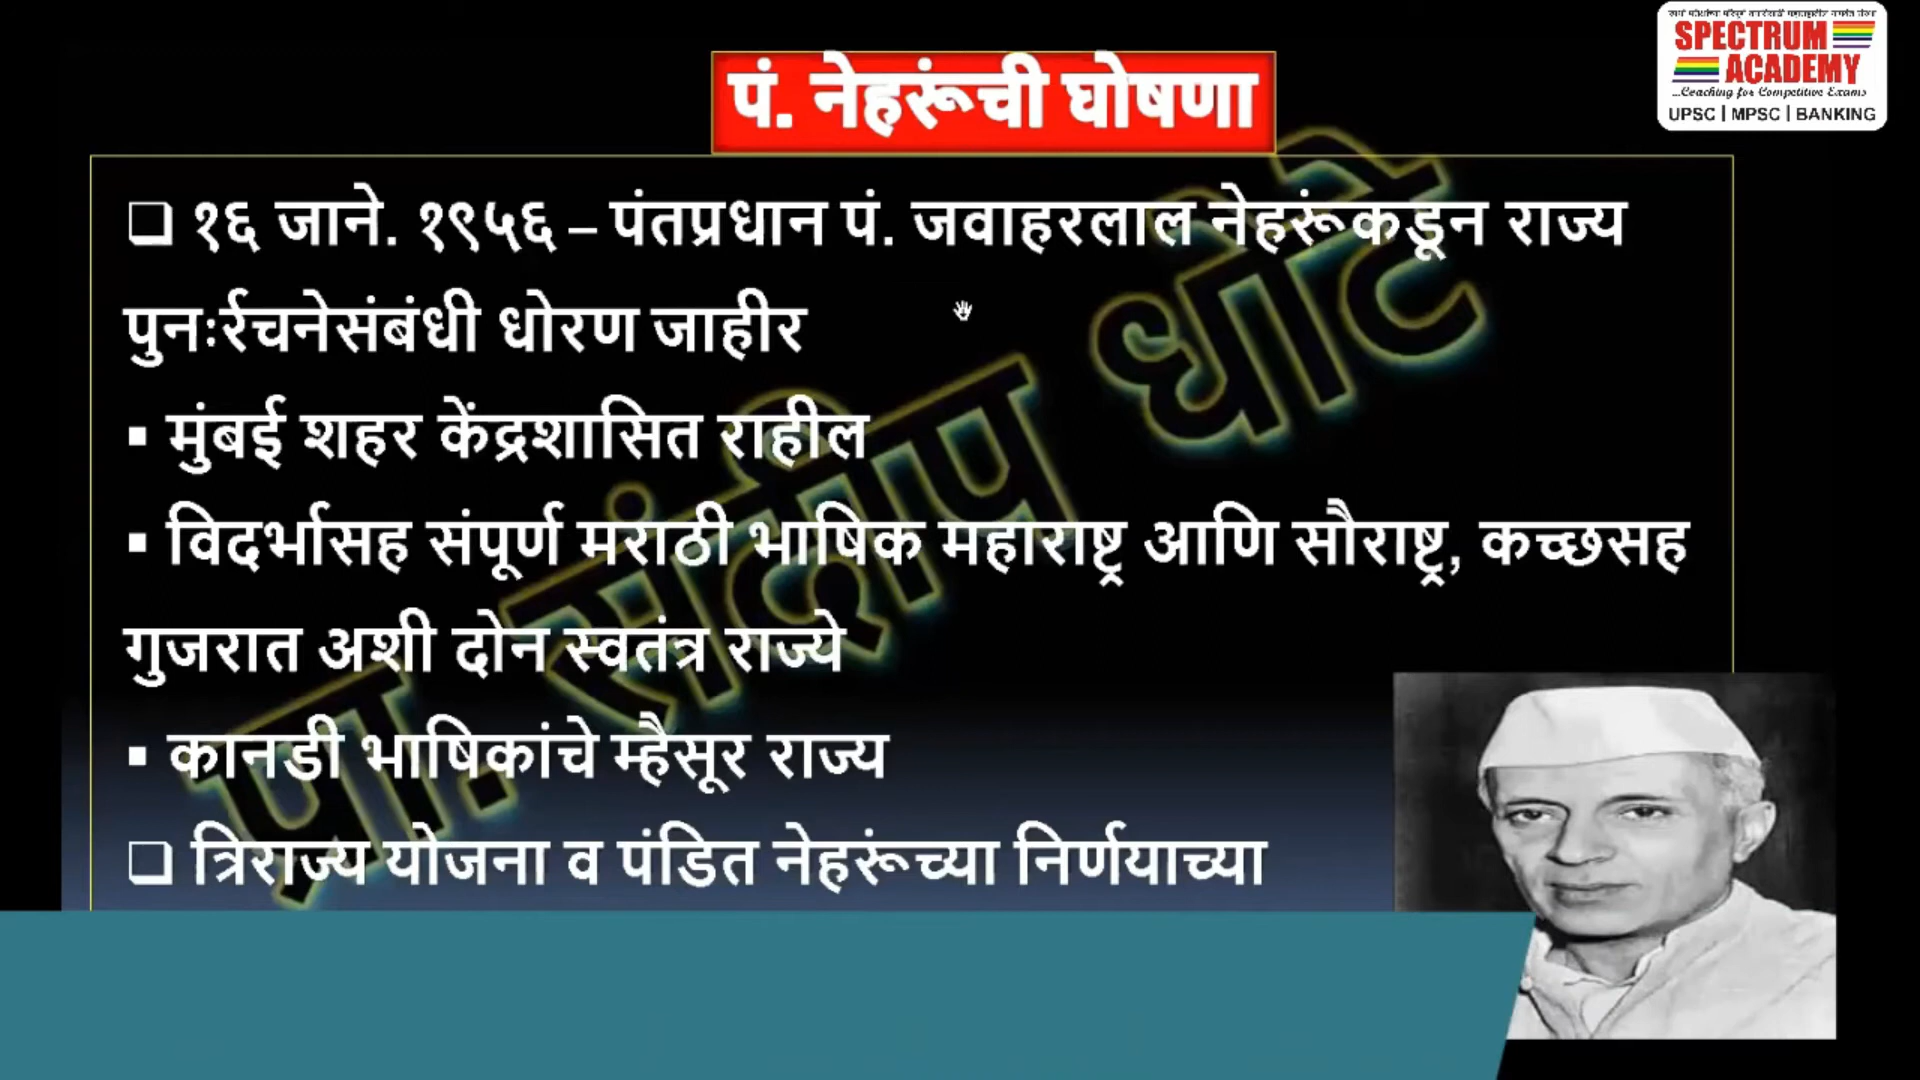 SPECTRUM
ACADEMY
...Coaching for Competitive Exams
UPSC | MPSC | BANKING
पं. नेहरूंची घोषणा
❑ १६ जाने. १९५६ – पंतप्रधान पं. जवाहरलाल नेहरूंकडून राज्य
पुनःर्रचनेसंबंधी धोरण जाहीर
▪ मुंबई शहर केंद्रशासित राहील
▪ विदर्भासह संपूर्ण मराठी भाषिक महाराष्ट्र आणि सौराष्ट्र, कच्छसह
गुजरात अशी दोन स्वतंत्र राज्ये
▪ कानडी भाषिकांचे म्हैसूर राज्य
❑ त्रिराज्य योजना व पंडित नेहरूंच्या निर्णयाच्या
प्रा. संदीप धोटे